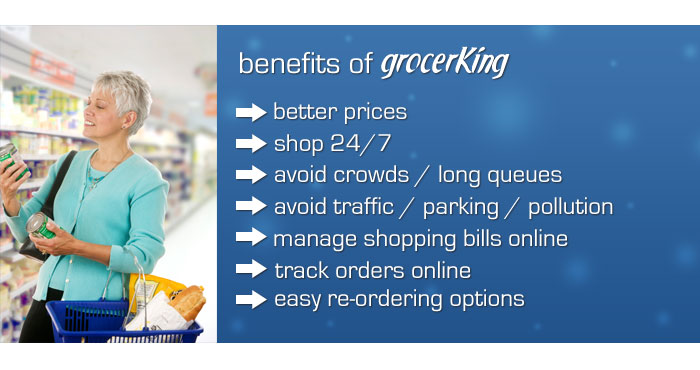 benefits of grocerKing
better prices
shop 24/7
avoid crowds / long queues
avoid traffic / parking / pollution
manage shopping bills online
track orders online
easy re-ordering options